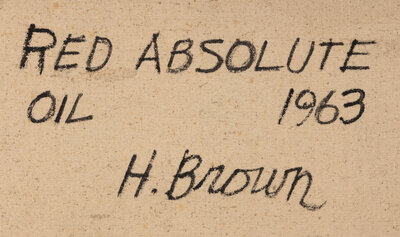 RED ABSOLUTE
OIL 1963
H. Brown